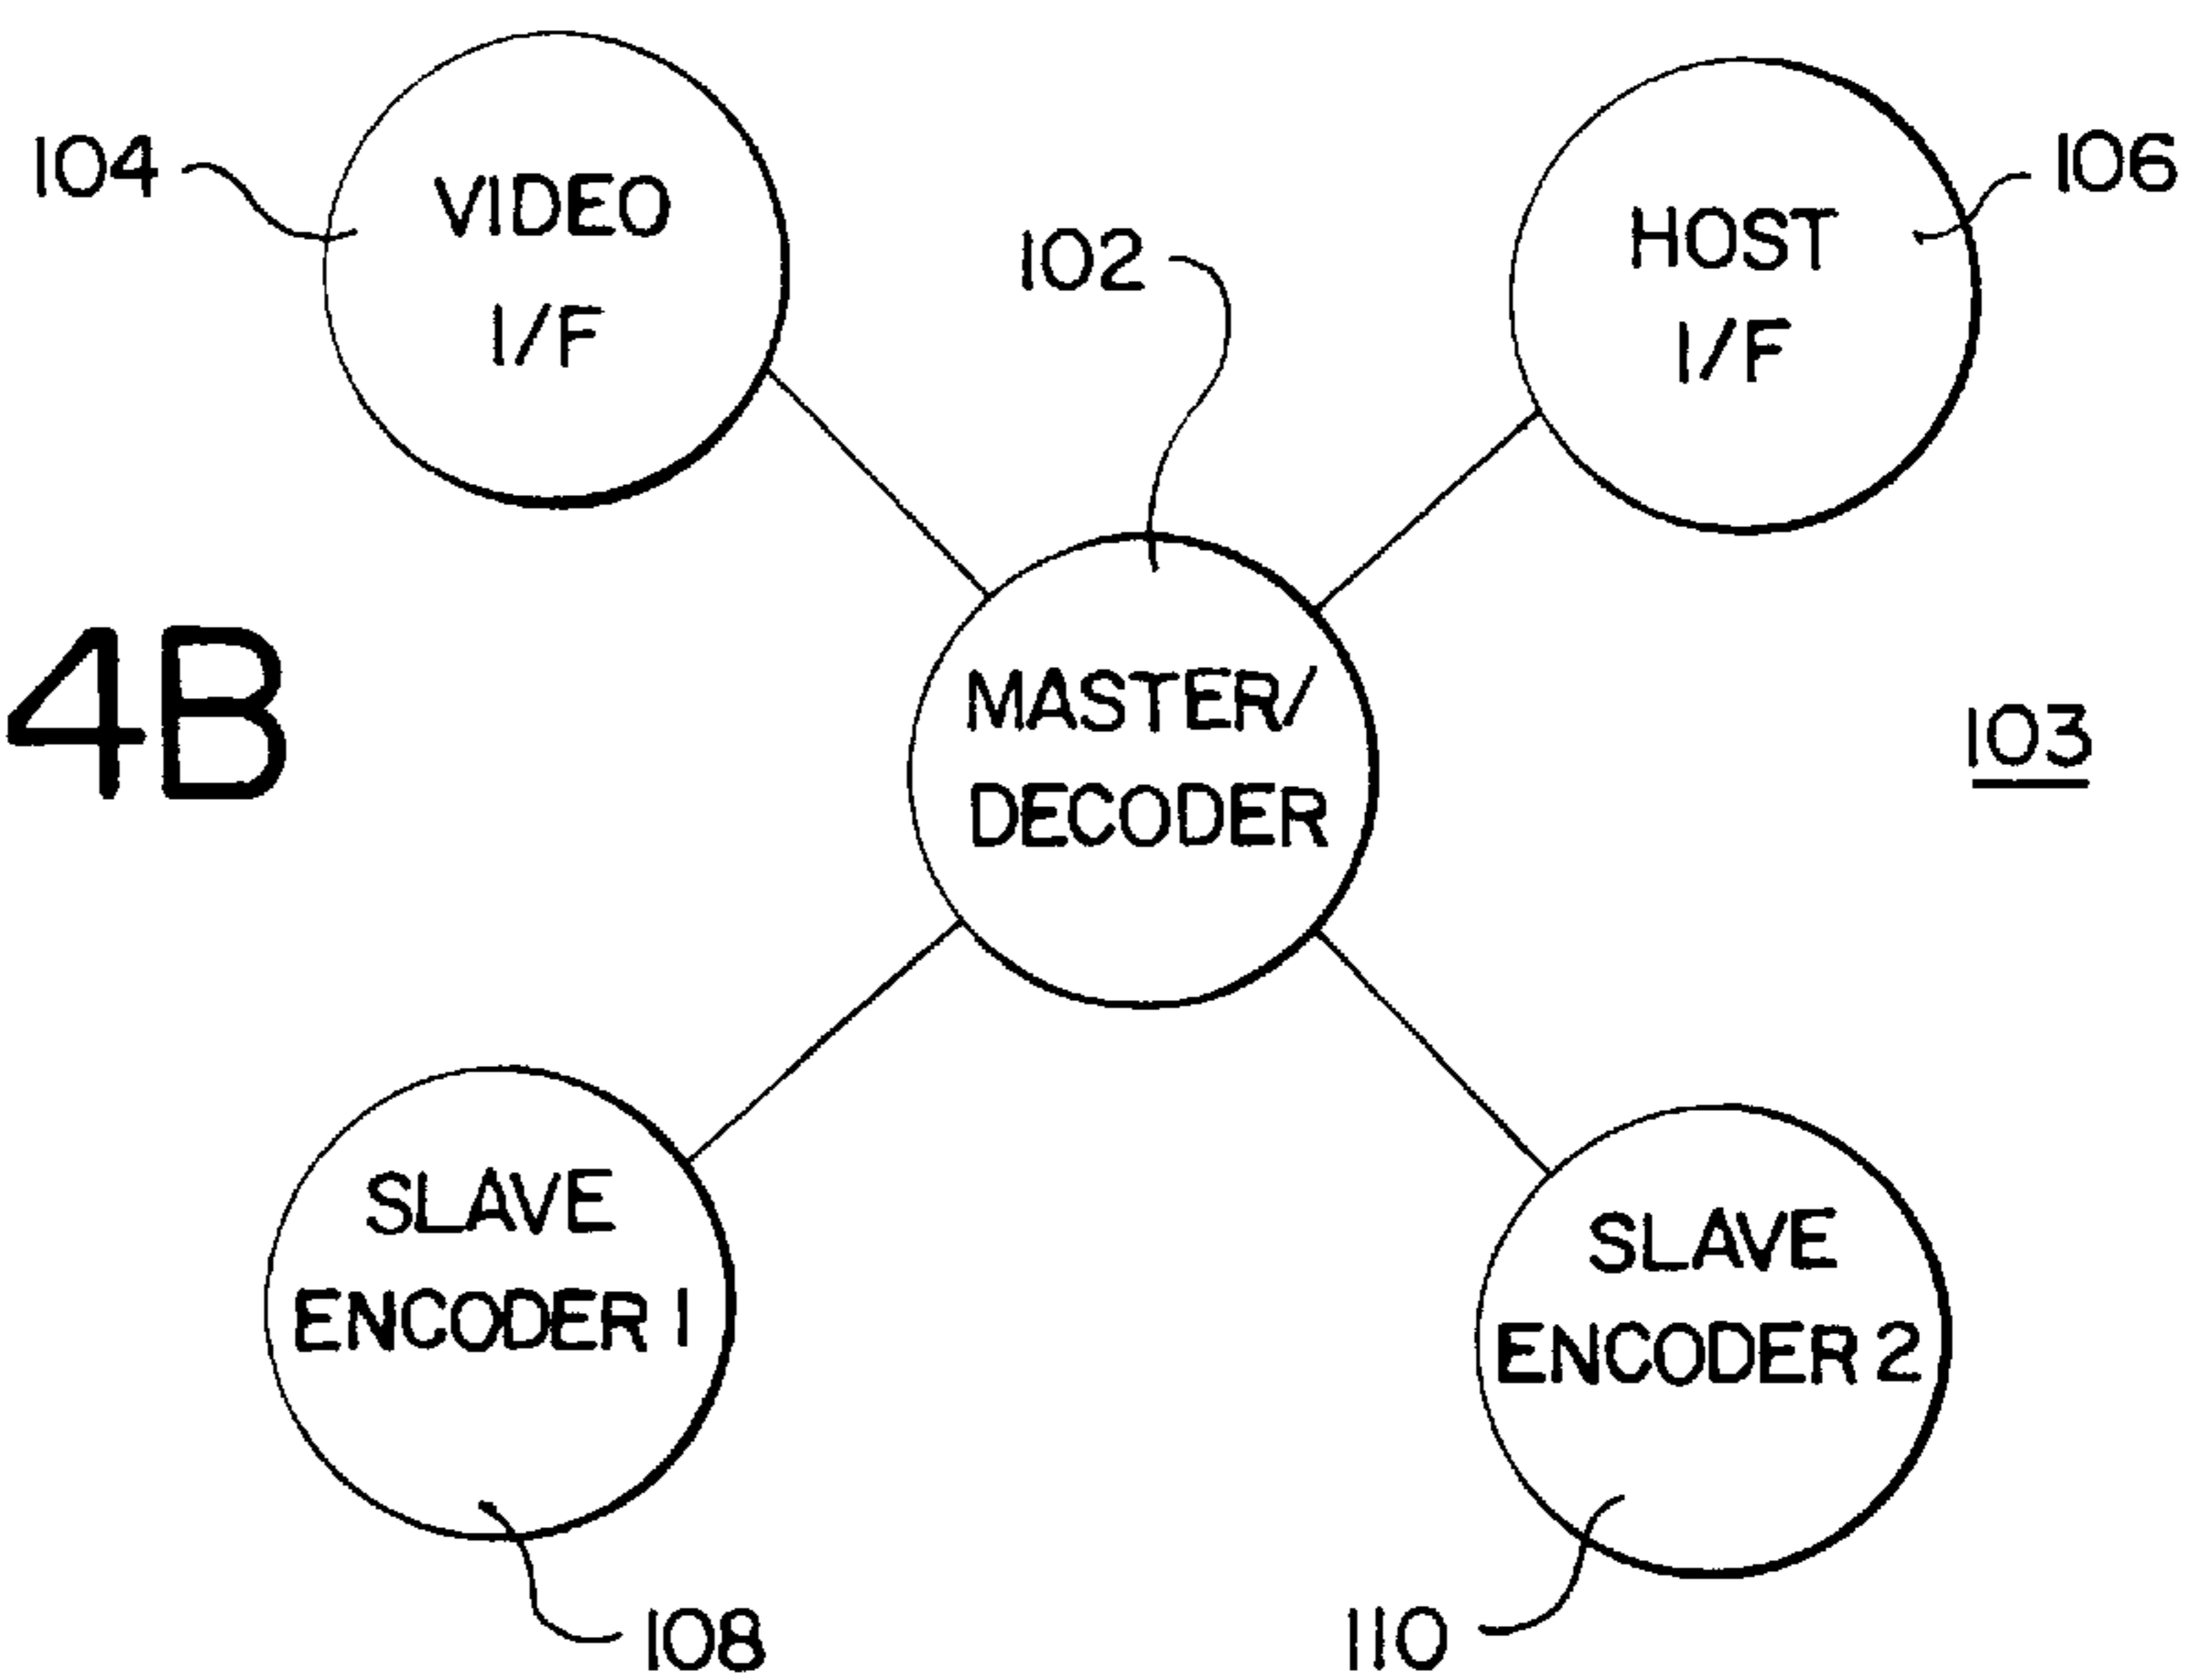 104
VIDEO
I/F
102
HOST
I/F
106
4B
MASTER/
DECODER
103
SLAVE
ENCODER 1
SLAVE
ENCODER 2
108
110